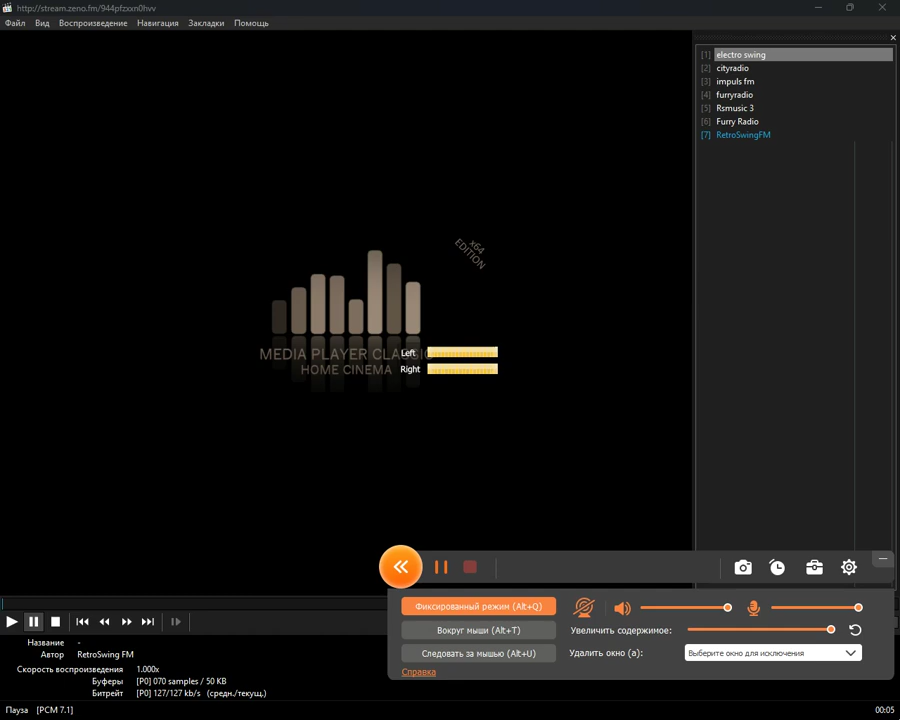 http://stream.zeno.fm/944pfzxxn0hvv
Файл Вид Воспроизведение Навигация Закладки Помощь
[1] electro swing
[2] cityradio
[3] impuls fm
[4] furryradio
[5] Rsmusic 3
[6] Furry Radio
[7] RetroSwingFM
x64
EDITION
MEDIA PLAYER CLASSIC
HOME CINEMA
Left
Right
Фиксированный режим (Alt+Q)
Вокруг мыши (Alt+T)
Увеличить содержимое:
Следовать за мышью (Alt+U)
Удалить окно (а):
Выберите окно для исключения
Справка
Название -
Автор RetroSwing FM
Скорость воспроизведения 1.000x
Буферы [P0] 070 samples / 50 KB
Битрейт [P0] 127/127 kb/s (средн./текущ.)
Пауза [PCM 7.1]
00:05